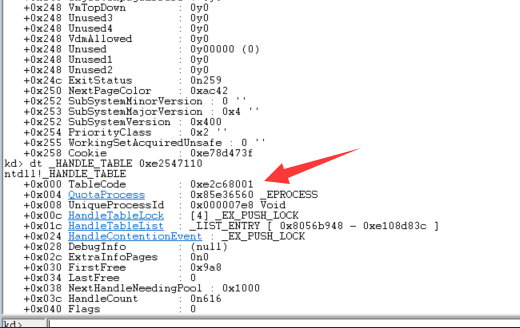 +0x248 VmTopDown : 0y0
+0x248 Unused3 : 0y0
+0x248 Unused4 : 0y0
+0x248 VdmAllowed : 0y0
+0x248 Unused : 0y00000 (0)
+0x248 Unused1 : 0y0
+0x248 Unused2 : 0y0
+0x24c ExitStatus : 0n259
+0x250 NextPageColor : 0xac42
+0x252 SubSystemMinorVersion : 0 ''
+0x253 SubSystemMajorVersion : 0x4 ''
+0x252 SubSystemVersion : 0x400
+0x254 PriorityClass : 0x2 ''
+0x255 WorkingSetAcquiredUnsafe : 0 ''
+0x258 Cookie : 0xe78d473f
kd> dt _HANDLE_TABLE 0xe2547110
ntdll!_HANDLE_TABLE
+0x000 TableCode : 0xe2c68001
+0x004 QuotaProcess : 0x85e36560 _EPROCESS
+0x008 UniqueProcessId : 0x000007e8 Void
+0x00c HandleTableLock : [4] _EX_PUSH_LOCK
+0x01c HandleTableList : _LIST_ENTRY [ 0x8056b948 - 0xe108d83c ]
+0x024 HandleContentionEvent : _EX_PUSH_LOCK
+0x028 DebugInfo : (null)
+0x02c ExtraInfoPages : 0n0
+0x030 FirstFree : 0x9a8
+0x034 LastFree : 0
+0x038 NextHandleNeedingPool : 0x1000
+0x03c HandleCount : 0n616
+0x040 Flags : 0
kd>